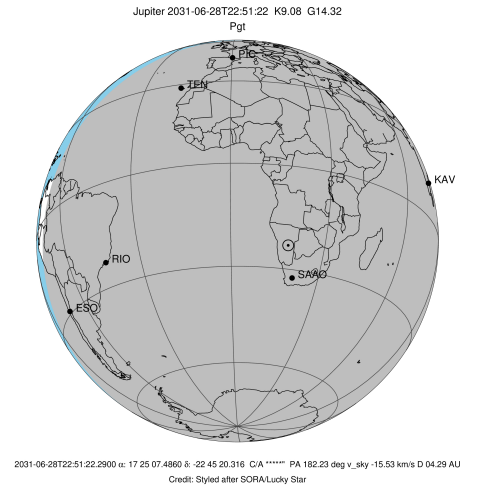 Jupiter 2031-06-28T22:51:22 K9.08 G14.32
Pgt
PIC
TEN
KAV
RIO
SAAO
ESO
2031-06-28T22:51:22.2900 α: 17 25 07.4860 δ: -22 45 20.316 C/A *****" PA 182.23 deg v_sky -15.53 km/s D 04.29 AU
Credit: Styled after SORA/Lucky Star